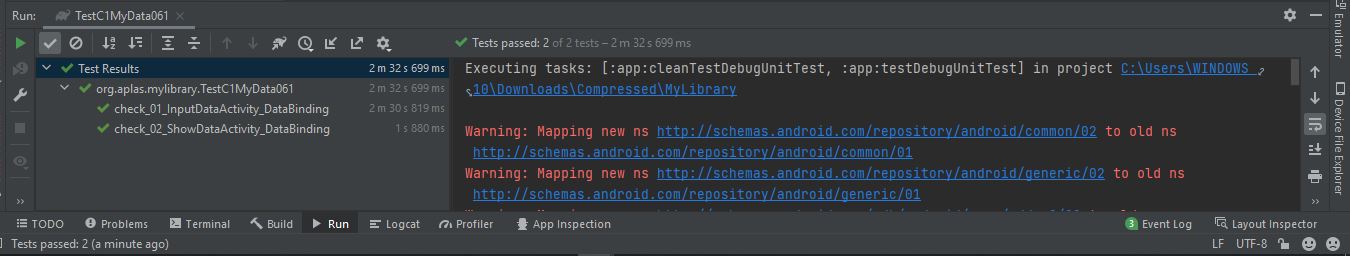 Run: TestC1MyData061 ×
Tests passed: 2 of 2 tests – 2 m 32 s 699 ms
Test Results 2 m 32 s 699 ms
org.aplas.mylibrary.TestC1MyData061 2 m 32 s 699 ms
check_01_InputDataActivity_DataBinding 2 m 30 s 819 ms
check_02_ShowDataActivity_DataBinding 1 s 880 ms
Executing tasks: [:app:cleanTestDebugUnitTest, :app:testDebugUnitTest] in project C:\Users\WINDOWS
10\Downloads\Compressed\MyLibrary
Warning: Mapping new ns http://schemas.android.com/repository/android/common/02 to old ns
http://schemas.android.com/repository/android/common/01
Warning: Mapping new ns http://schemas.android.com/repository/android/generic/02 to old ns
http://schemas.android.com/repository/android/generic/01
Emulator
Device File Explorer
TODO Problems Terminal Build Run Logcat Profiler App Inspection 3 Event Log Layout Inspector
Tests passed: 2 (a minute ago) LF UTF-8